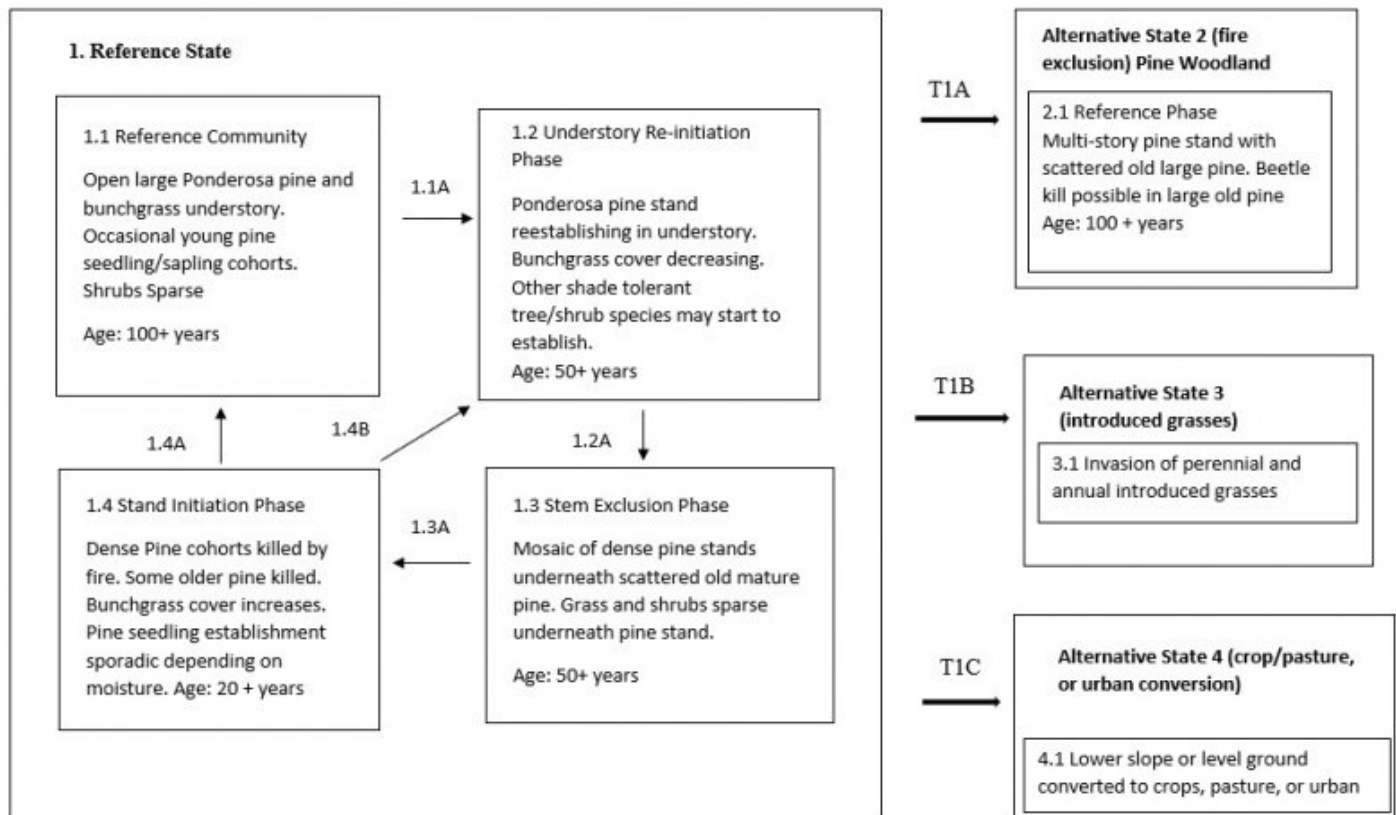 1. Reference State
1.1 Reference Community
Open large Ponderosa pine and
bunchgrass understory.
Occasional young pine
seedling/sapling cohorts.
Shrubs Sparse
Age: 100+ years
1.1A
1.2 Understory Re-initiation
Phase
Ponderosa pine stand
reestablishing in understory.
Bunchgrass cover decreasing.
Other shade tolerant
tree/shrub species may start to
establish.
Age: 50+ years
1.4A
1.4B
1.2A
1.4 Stand Initiation Phase
Dense Pine cohorts killed by
fire. Some older pine killed.
Bunchgrass cover increases.
Pine seedling establishment
sporadic depending on
moisture. Age: 20 + years
1.3A
1.3 Stem Exclusion Phase
Mosaic of dense pine stands
underneath scattered old mature
pine. Grass and shrubs sparse
underneath pine stand.
Age: 50+ years
T1A
Alternative State 2 (fire
exclusion) Pine Woodland
2.1 Reference Phase
Multi-story pine stand with
scattered old large pine. Beetle
kill possible in large old pine
Age: 100 + years
T1B
Alternative State 3
(introduced grasses)
3.1 Invasion of perennial and
annual introduced grasses
T1C
Alternative State 4 (crop/pasture,
or urban conversion)
4.1 Lower slope or level ground
converted to crops, pasture, or urban